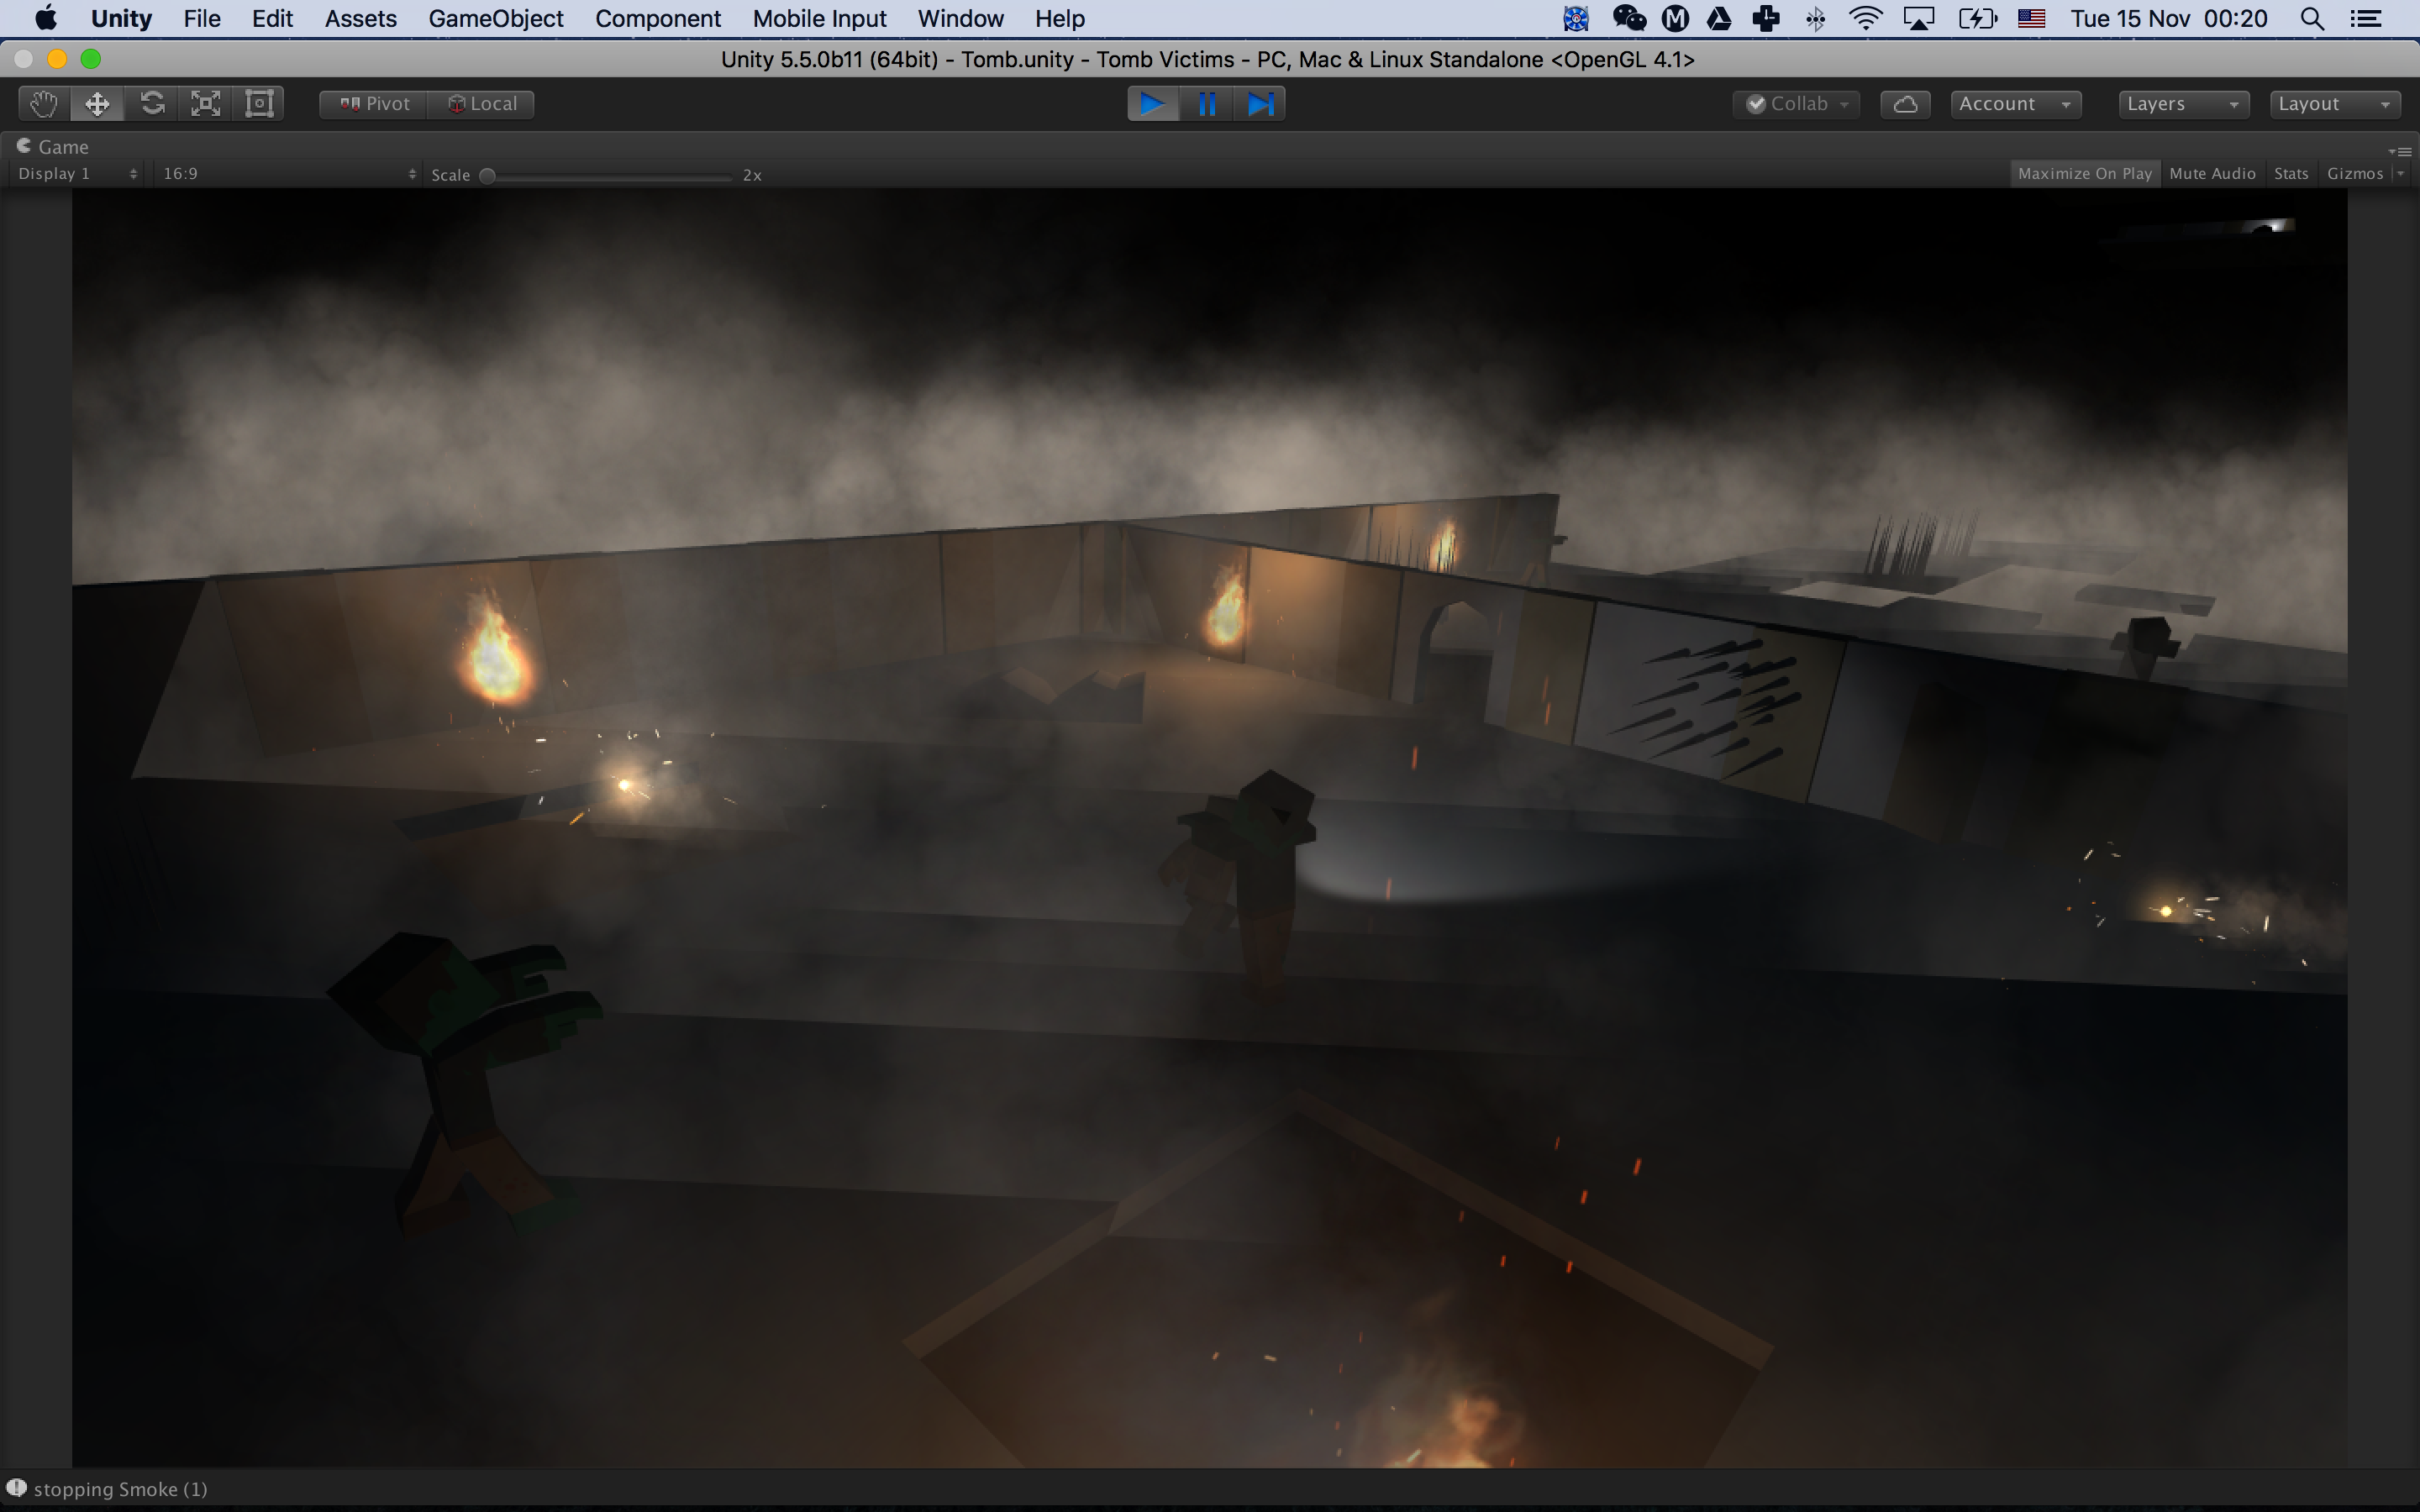 Unity File Edit Assets GameObject Component Mobile Input Window Help M Tue 15 Nov 00:20
Unity 5.5.0b11 (64bit) - Tomb.unity - Tomb Victims - PC, Mac & Linux Standalone <OpenGL 4.1>
Pivot Local Collab Account Layers Layout
Game
Display 1 16:9 Scale 2x Maximize On Play Mute Audio Stats Gizmos
stopping Smoke (1)